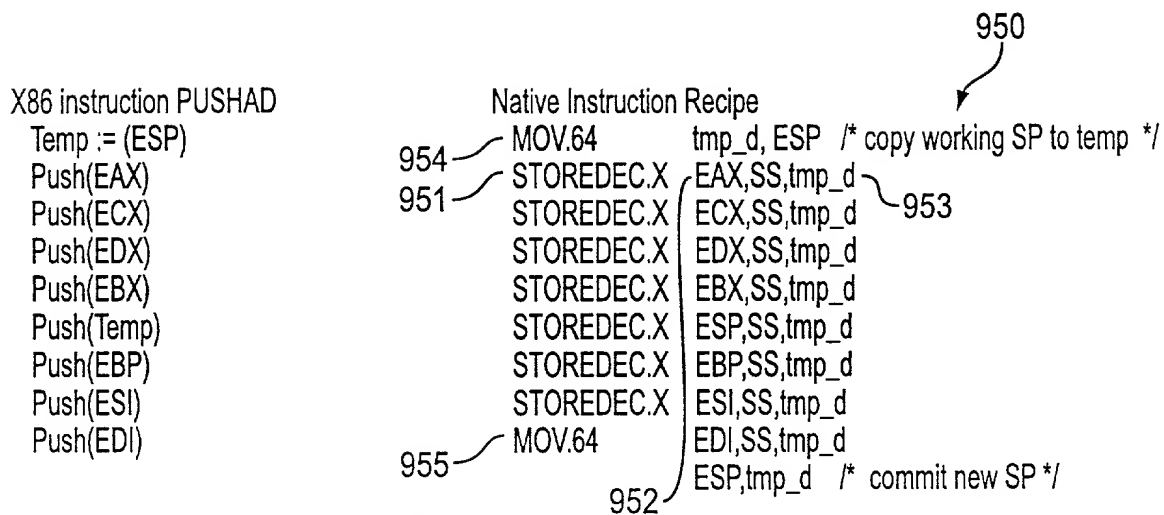 950
X86 instruction PUSHAD Native Instruction Recipe
Temp := (ESP) 954 MOV.64 tmp_d, ESP /* copy working SP to temp */
Push(EAX) 951 STOREDEC.X EAX,SS,tmp_d 953
Push(ECX) STOREDEC.X ECX,SS,tmp_d
Push(EDX) STOREDEC.X EDX,SS,tmp_d
Push(EBX) STOREDEC.X EBX,SS,tmp_d
Push(Temp) STOREDEC.X ESP,SS,tmp_d
Push(EBP) STOREDEC.X EBP,SS,tmp_d
Push(ESI) STOREDEC.X ESI,SS,tmp_d
Push(EDI) 955 MOV.64 EDI,SS,tmp_d
952 ESP,tmp_d /* commit new SP */